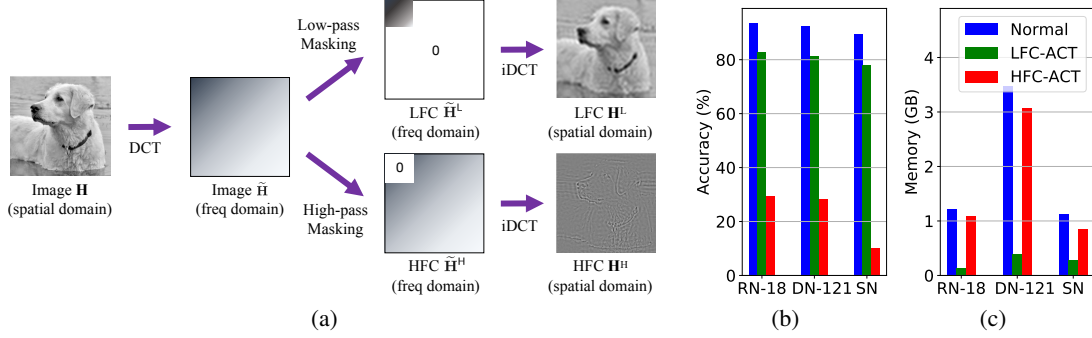 Image H
(spatial domain)
DCT
Image H̃
(freq domain)
Low-pass
Masking
0
LFC H̃ᴸ
(freq domain)
iDCT
LFC Hᴸ
(spatial domain)
High-pass
Masking
0
HFC H̃ᴴ
(freq domain)
iDCT
HFC Hᴴ
(spatial domain)
(a)
Accuracy (%)
80
60
40
20
0
RN-18 DN-121 SN
(b)
Memory (GB)
4
3
2
1
0
RN-18 DN-121 SN
Normal
LFC-ACT
HFC-ACT
(c)